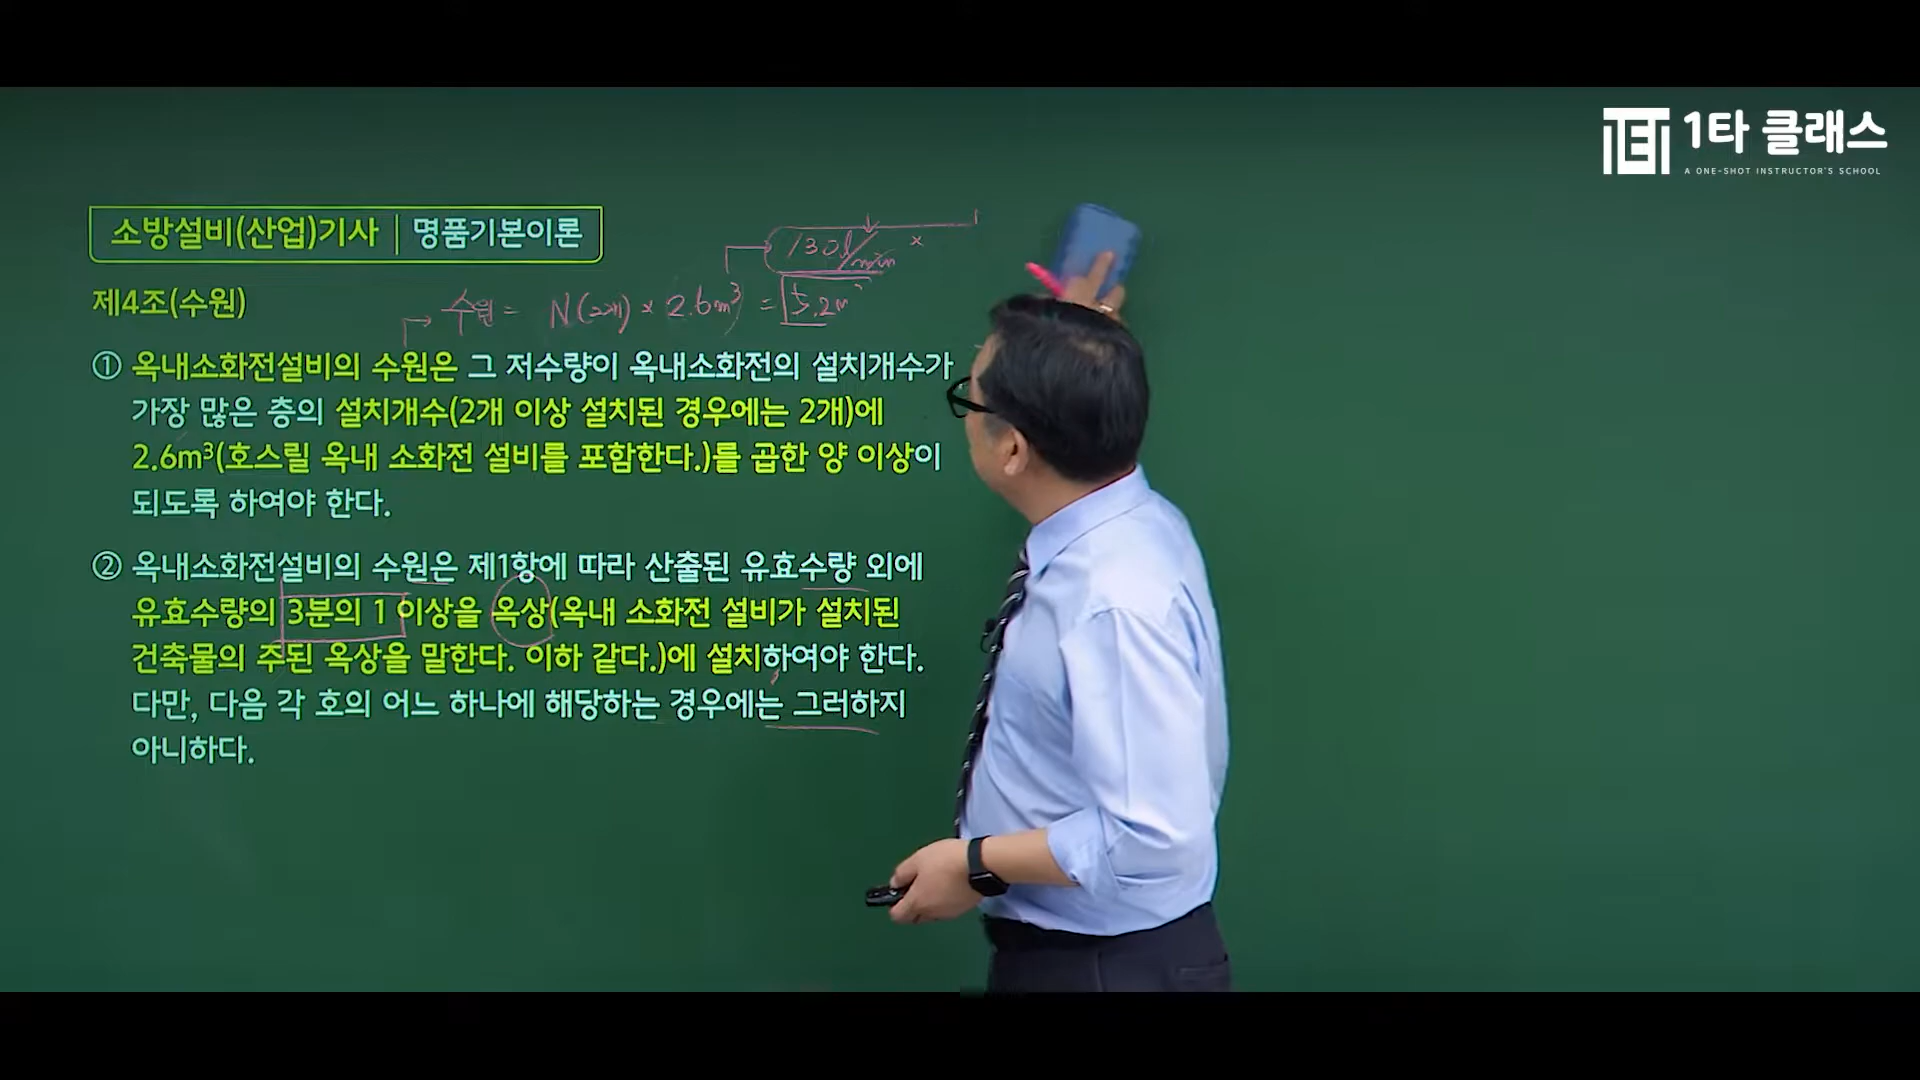 1타 클래스
A ONE-SHOT INSTRUCTOR'S SCHOOL
소방설비(산업)기사 | 명품기본이론
130ℓ/min ×
제4조(수원)
수원 = N(2개) × 2.6m³ = 5.2m³
① 옥내소화전설비의 수원은 그 저수량이 옥내소화전의 설치개수가
가장 많은 층의 설치개수(2개 이상 설치된 경우에는 2개)에
2.6m³(호스릴 옥내 소화전 설비를 포함한다.)를 곱한 양 이상이
되도록 하여야 한다.
② 옥내소화전설비의 수원은 제1항에 따라 산출된 유효수량 외에
유효수량의 3분의 1 이상을 옥상(옥내 소화전 설비가 설치된
건축물의 주된 옥상을 말한다. 이하 같다.)에 설치하여야 한다.
다만, 다음 각 호의 어느 하나에 해당하는 경우에는 그러하지
아니하다.